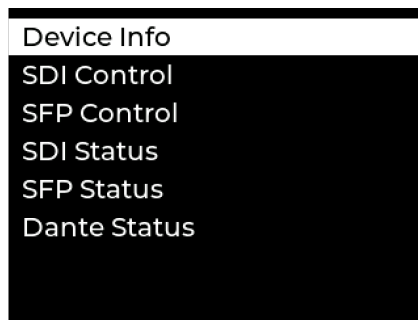 Device Info
SDI Control
SFP Control
SDI Status
SFP Status
Dante Status